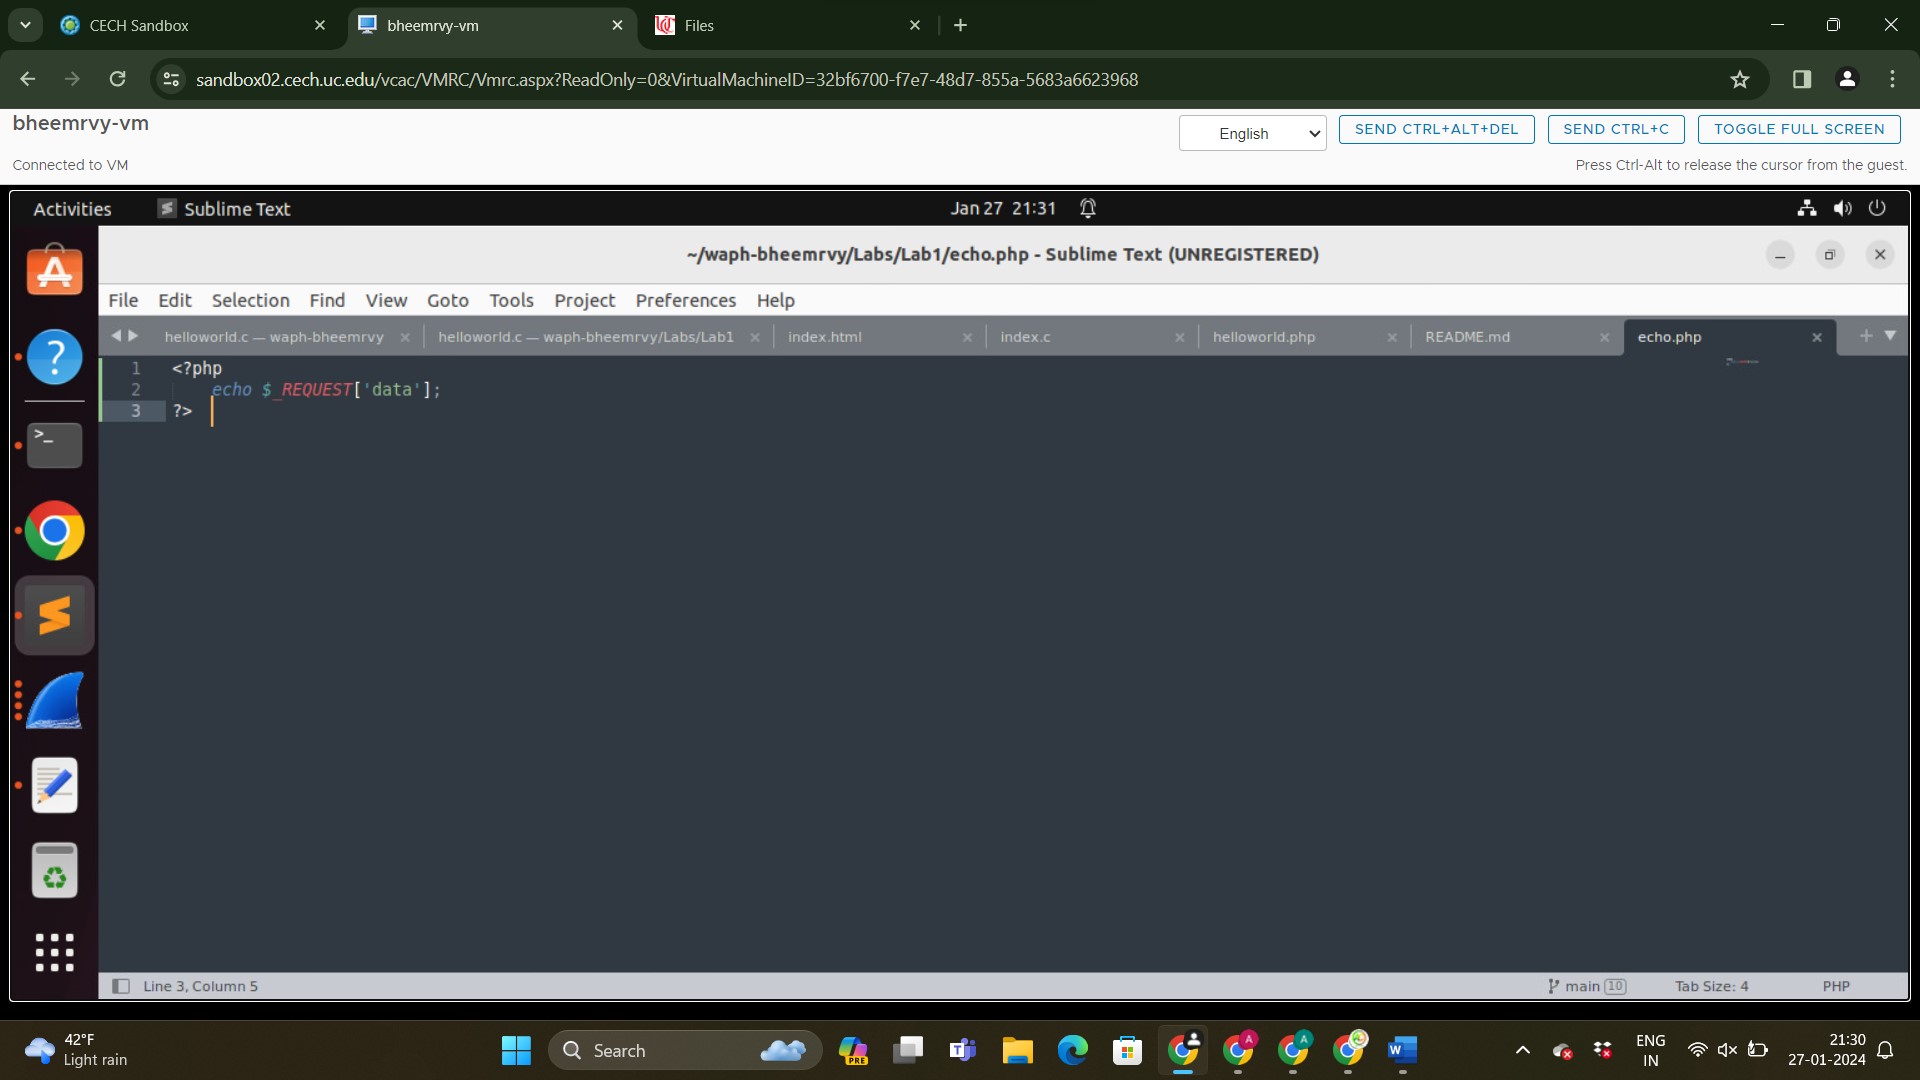 CECH Sandbox
bheemrvy-vm
Files
sandbox02.cech.uc.edu/vcac/VMRC/Vmrc.aspx?ReadOnly=0&VirtualMachineID=32bf6700-f7e7-48d7-855a-5683a6623968
bheemrvy-vm
English
SEND CTRL+ALT+DEL
SEND CTRL+C
TOGGLE FULL SCREEN
Connected to VM
Press Ctrl-Alt to release the cursor from the guest.
Activities
Sublime Text
Jan 27 21:31
~/waph-bheemrvy/Labs/Lab1/echo.php - Sublime Text (UNREGISTERED)
File Edit Selection Find View Goto Tools Project Preferences Help
helloworld.c — waph-bheemrvy
helloworld.c — waph-bheemrvy/Labs/Lab1
index.html
index.c
helloworld.php
README.md
echo.php
1 <?php
2 echo $_REQUEST['data'];
3 ?>
Line 3, Column 5
main 10
Tab Size: 4
PHP
42°F
Light rain
Search
PRE
A
A
ENG
IN
21:30
27-01-2024